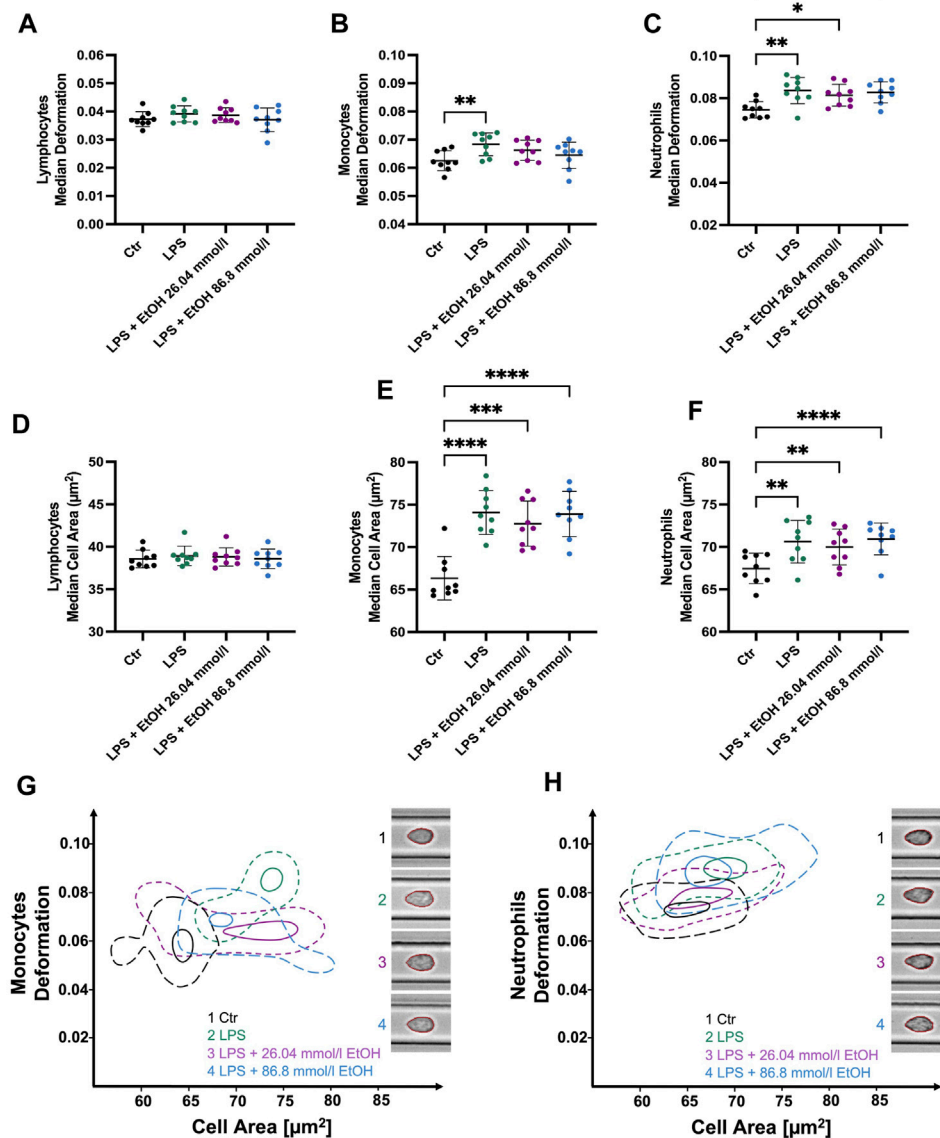 A
Lymphocytes
Median Deformation
0.06
0.05
0.04
0.03
0.02
0.01
0.00
Ctr
LPS
LPS + EtOH 26.04 mmol/l
LPS + EtOH 86.8 mmol/l
B
Monocytes
Median Deformation
0.10
0.09
0.08
0.07
0.06
0.05
0.04
**
Ctr
LPS
LPS + EtOH 26.04 mmol/l
LPS + EtOH 86.8 mmol/l
C
Neutrophils
Median Deformation
0.10
0.08
0.06
0.04
0.02
*
**
Ctr
LPS
LPS + EtOH 26.04 mmol/l
LPS + EtOH 86.8 mmol/l
D
Lymphocytes
Median Cell Area (µm²)
50
45
40
35
30
Ctr
LPS
LPS + EtOH 26.04 mmol/l
LPS + EtOH 86.8 mmol/l
E
Monocytes
Median Cell Area (µm²)
80
75
70
65
60
****
***
****
Ctr
LPS
LPS + EtOH 26.04 mmol/l
LPS + EtOH 86.8 mmol/l
F
Neutrophils
Median Cell Area (µm²)
80
75
70
65
60
****
**
**
Ctr
LPS
LPS + EtOH 26.04 mmol/l
LPS + EtOH 86.8 mmol/l
G
Monocytes
Deformation
0.10
0.08
0.06
0.04
0.02
1
2
3
4
1 Ctr
2 LPS
3 LPS + 26.04 mmol/l EtOH
4 LPS + 86.8 mmol/l EtOH
60
65
70
75
80
85
Cell Area [µm²]
H
Neutrophils
Deformation
0.10
0.08
0.06
0.04
0.02
1
2
3
4
1 Ctr
2 LPS
3 LPS + 26.04 mmol/l EtOH
4 LPS + 86.8 mmol/l EtOH
60
65
70
75
80
85
Cell Area [µm²]